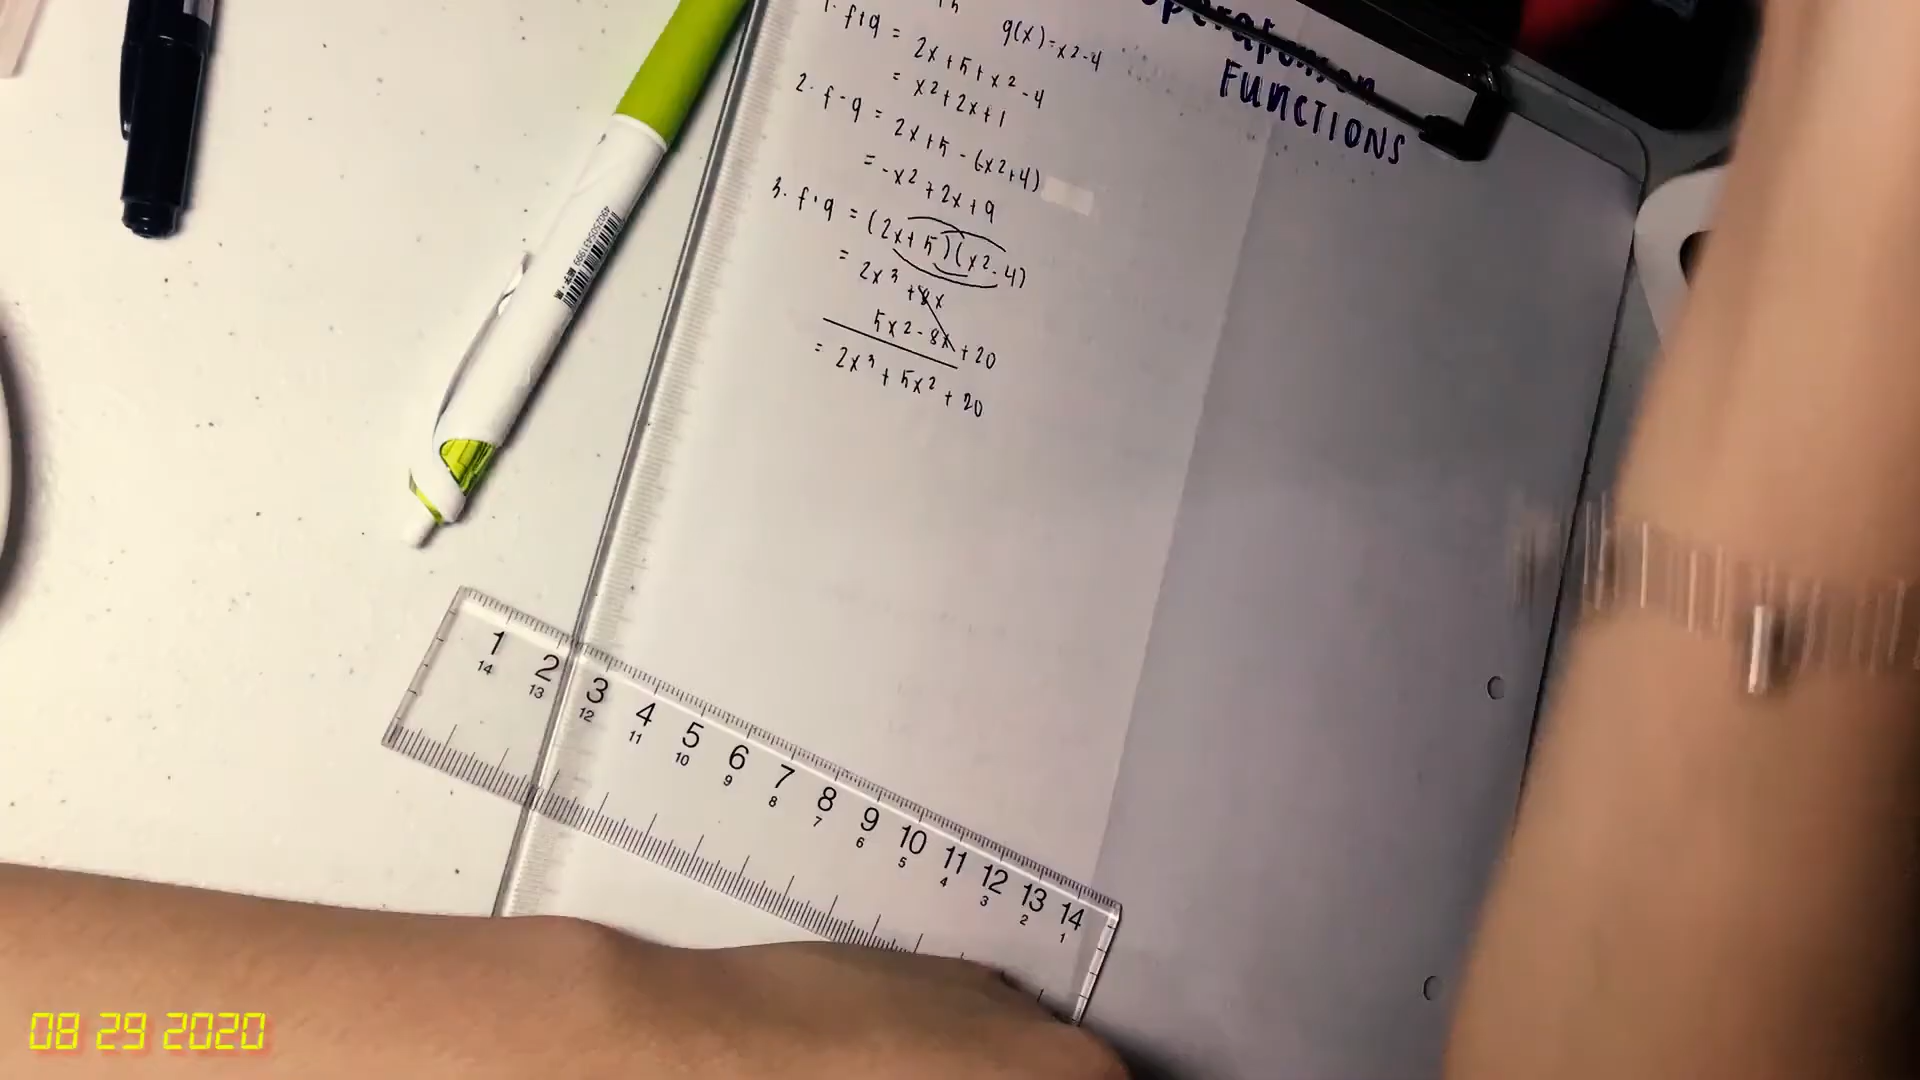 g(x) = x2-4
1. f+g = 2x+5+x2-4
= x2+2x+1
2. f-g = 2x+5-(x2+4)
= -x2+2x+9
3. f·g = (2x+5)(x2-4)
= 2x3+8x
5x2-8x+20
= 2x3+5x2+20
FUNCTIONS
4902505431999
1 2 3 4 5 6 7 8 9 10 11 12 13 14
14 13 12 11 10 9 8 7 6 5 4 3 2 1
08 29 2020